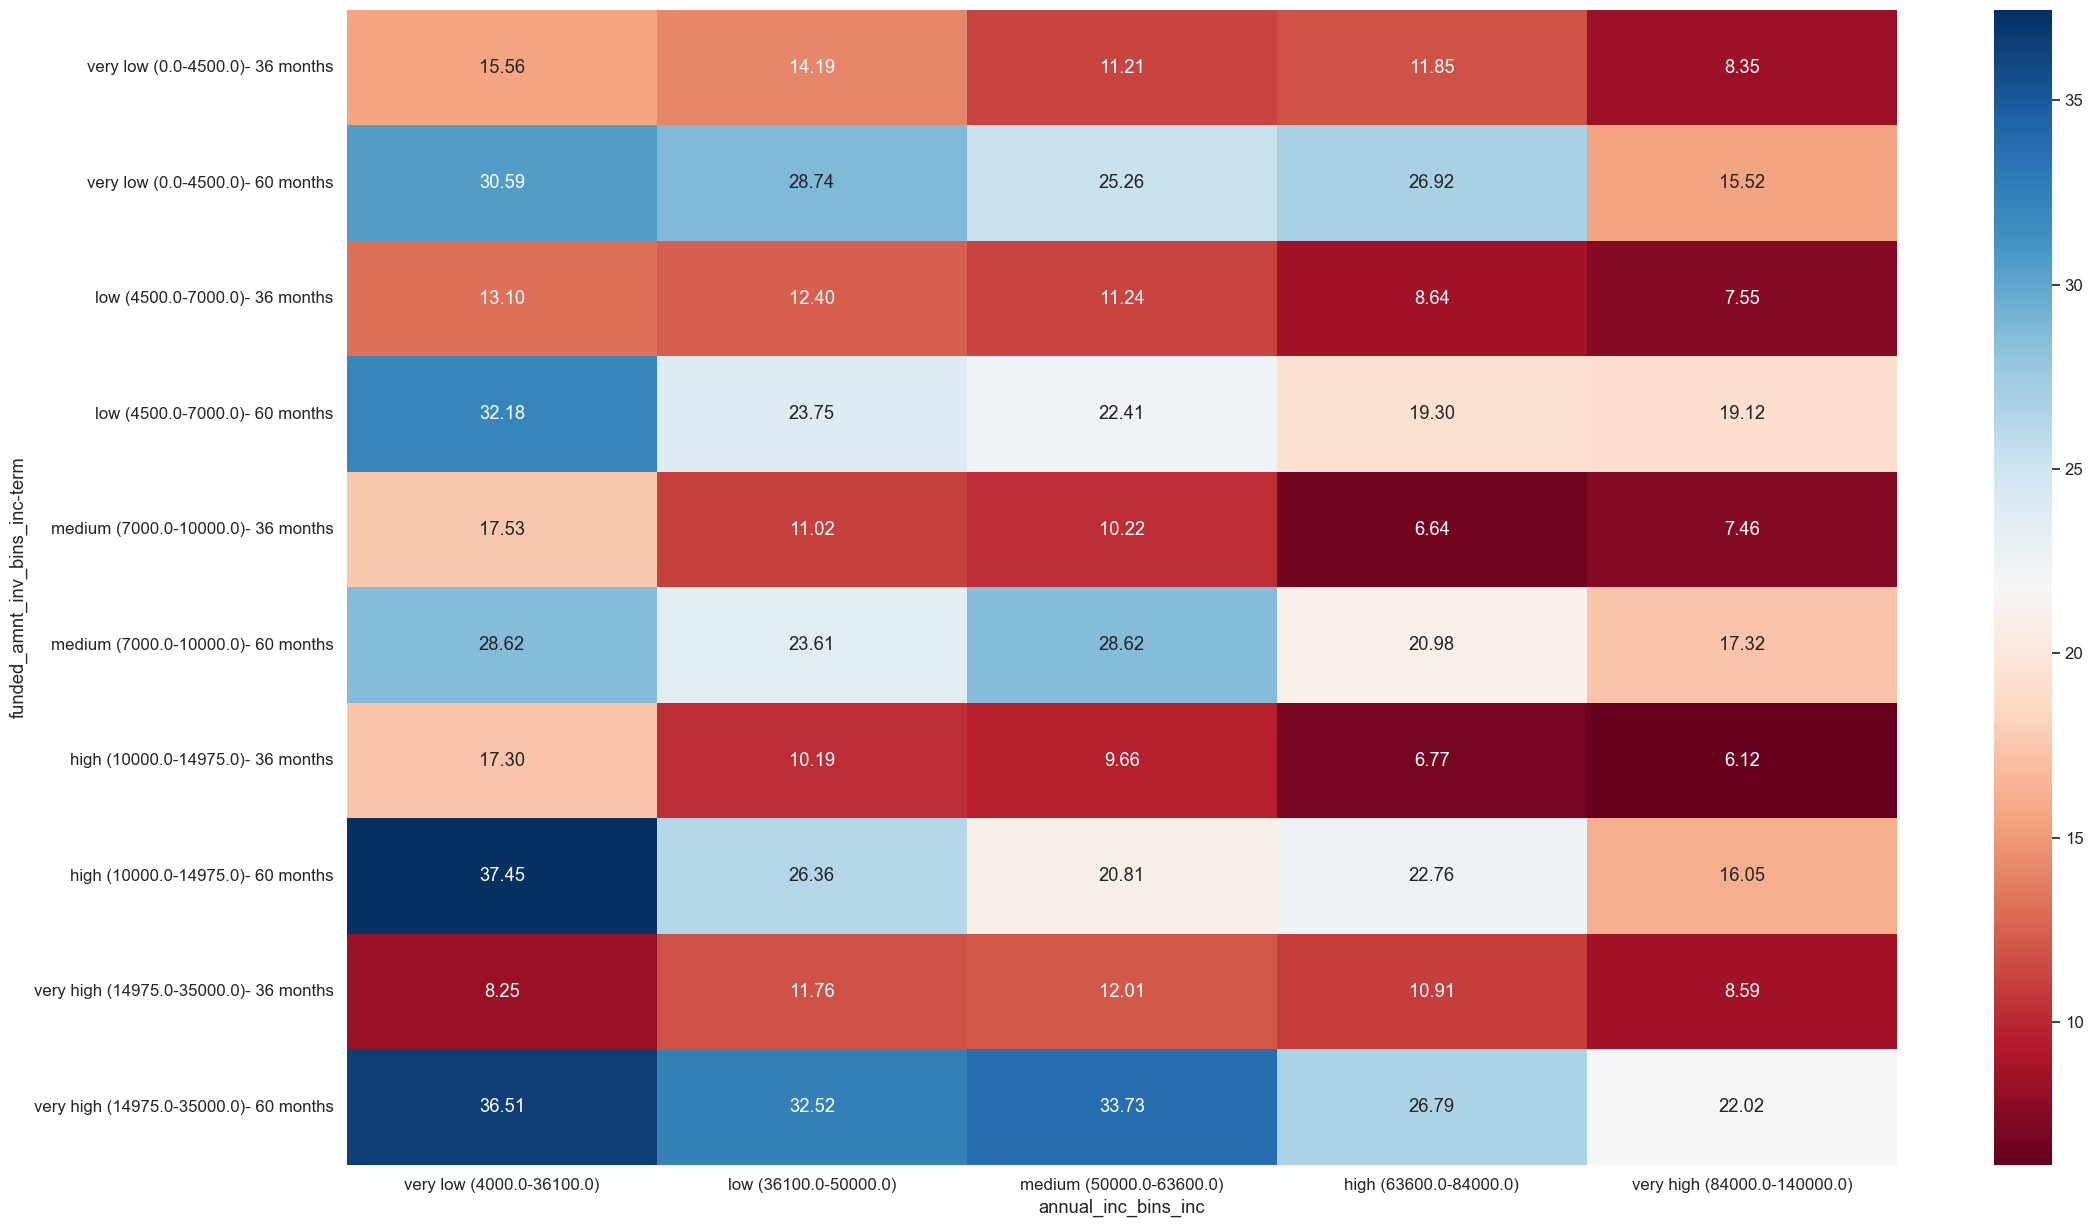 very low (0.0-4500.0)- 36 months 15.56 14.19 11.21 11.85 8.35
very low (0.0-4500.0)- 60 months 30.59 28.74 25.26 26.92 15.52
low (4500.0-7000.0)- 36 months 13.10 12.40 11.24 8.64 7.55
low (4500.0-7000.0)- 60 months 32.18 23.75 22.41 19.30 19.12
medium (7000.0-10000.0)- 36 months 17.53 11.02 10.22 6.64 7.46
medium (7000.0-10000.0)- 60 months 28.62 23.61 28.62 20.98 17.32
high (10000.0-14975.0)- 36 months 17.30 10.19 9.66 6.77 6.12
high (10000.0-14975.0)- 60 months 37.45 26.36 20.81 22.76 16.05
very high (14975.0-35000.0)- 36 months 8.25 11.76 12.01 10.91 8.59
very high (14975.0-35000.0)- 60 months 36.51 32.52 33.73 26.79 22.02
very low (4000.0-36100.0) low (36100.0-50000.0) medium (50000.0-63600.0) high (63600.0-84000.0) very high (84000.0-140000.0)
annual_inc_bins_inc
funded_amnt_inv_bins_inc-term
35
30
25
20
15
10